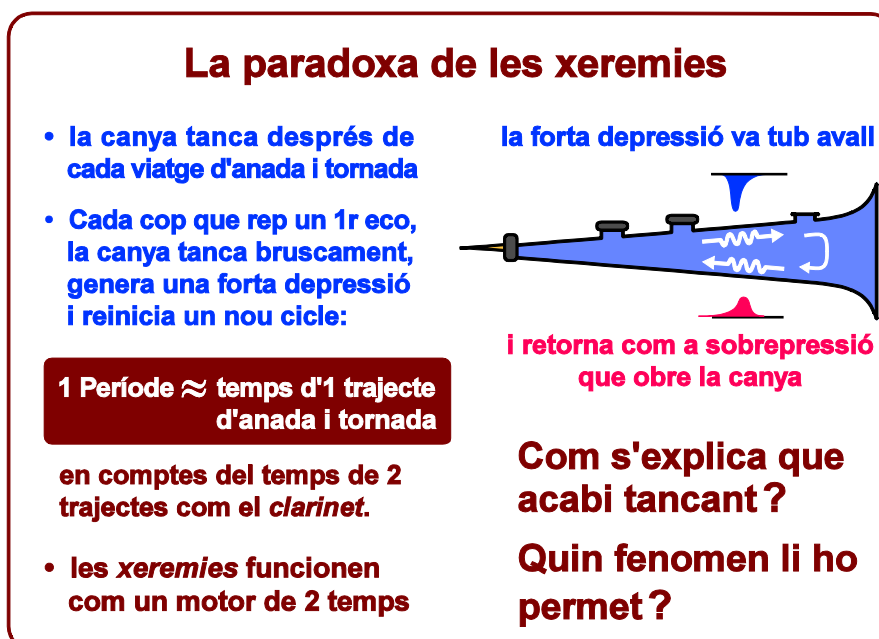 La paradoxa de les xeremies
• la canya tanca després de
cada viatge d'anada i tornada
• Cada cop que rep un 1r eco,
la canya tanca bruscament,
genera una forta depressió
i reinicia un nou cicle:
1 Període ≈ temps d'1 trajecte
d'anada i tornada
en comptes del temps de 2
trajectes com el clarinet.
• les xeremies funcionen
com un motor de 2 temps
la forta depressió va tub avall
i retorna com a sobrepressió
que obre la canya
Com s'explica que
acabi tancant ?
Quin fenomen li ho
permet ?